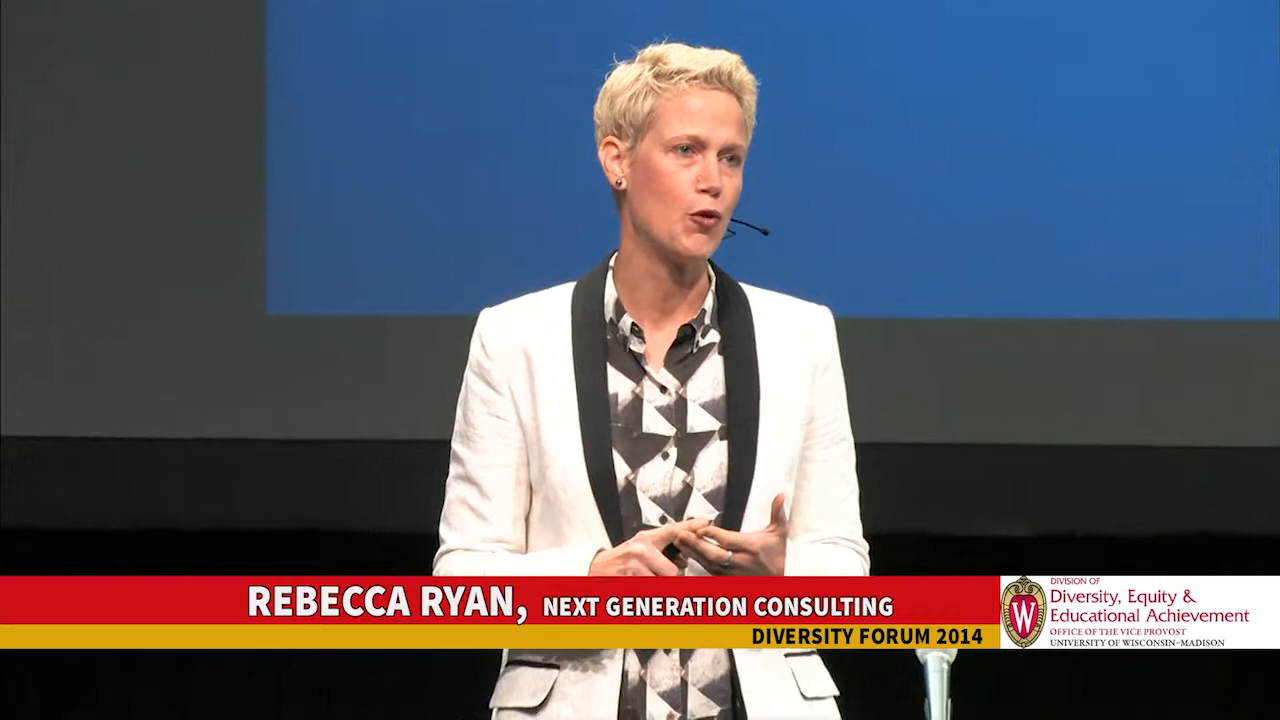 REBECCA RYAN, NEXT GENERATION CONSULTING
DIVERSITY FORUM 2014
W
DIVISION OF
Diversity, Equity &
Educational Achievement
OFFICE OF THE VICE PROVOST
UNIVERSITY OF WISCONSIN–MADISON